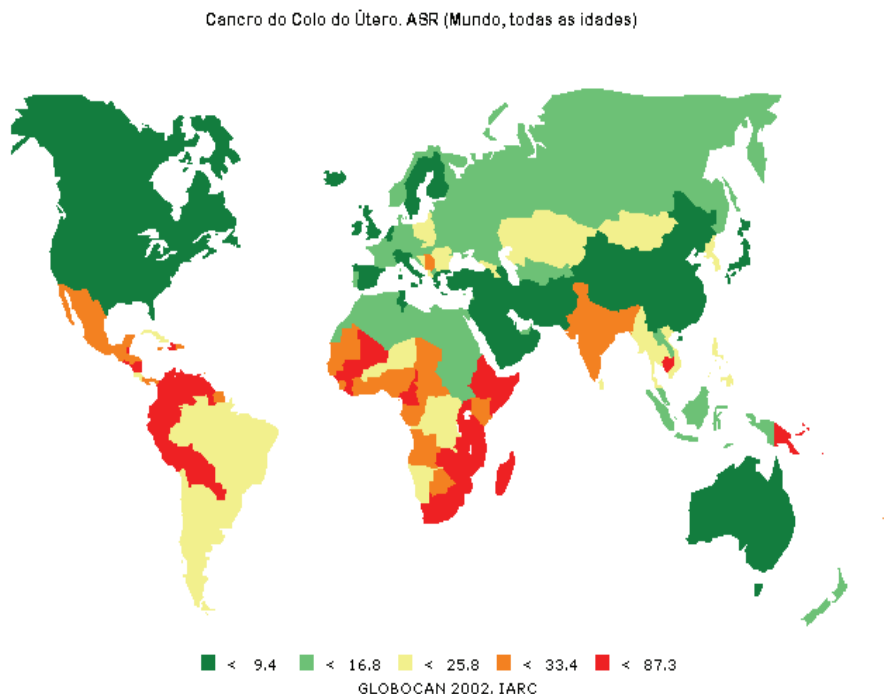 Cancro do Colo do Útero. ASR (Mundo, todas as idades)
< 9.4 < 16.8 < 25.8 < 33.4 < 87.3
GLOBOCAN 2002. IARC